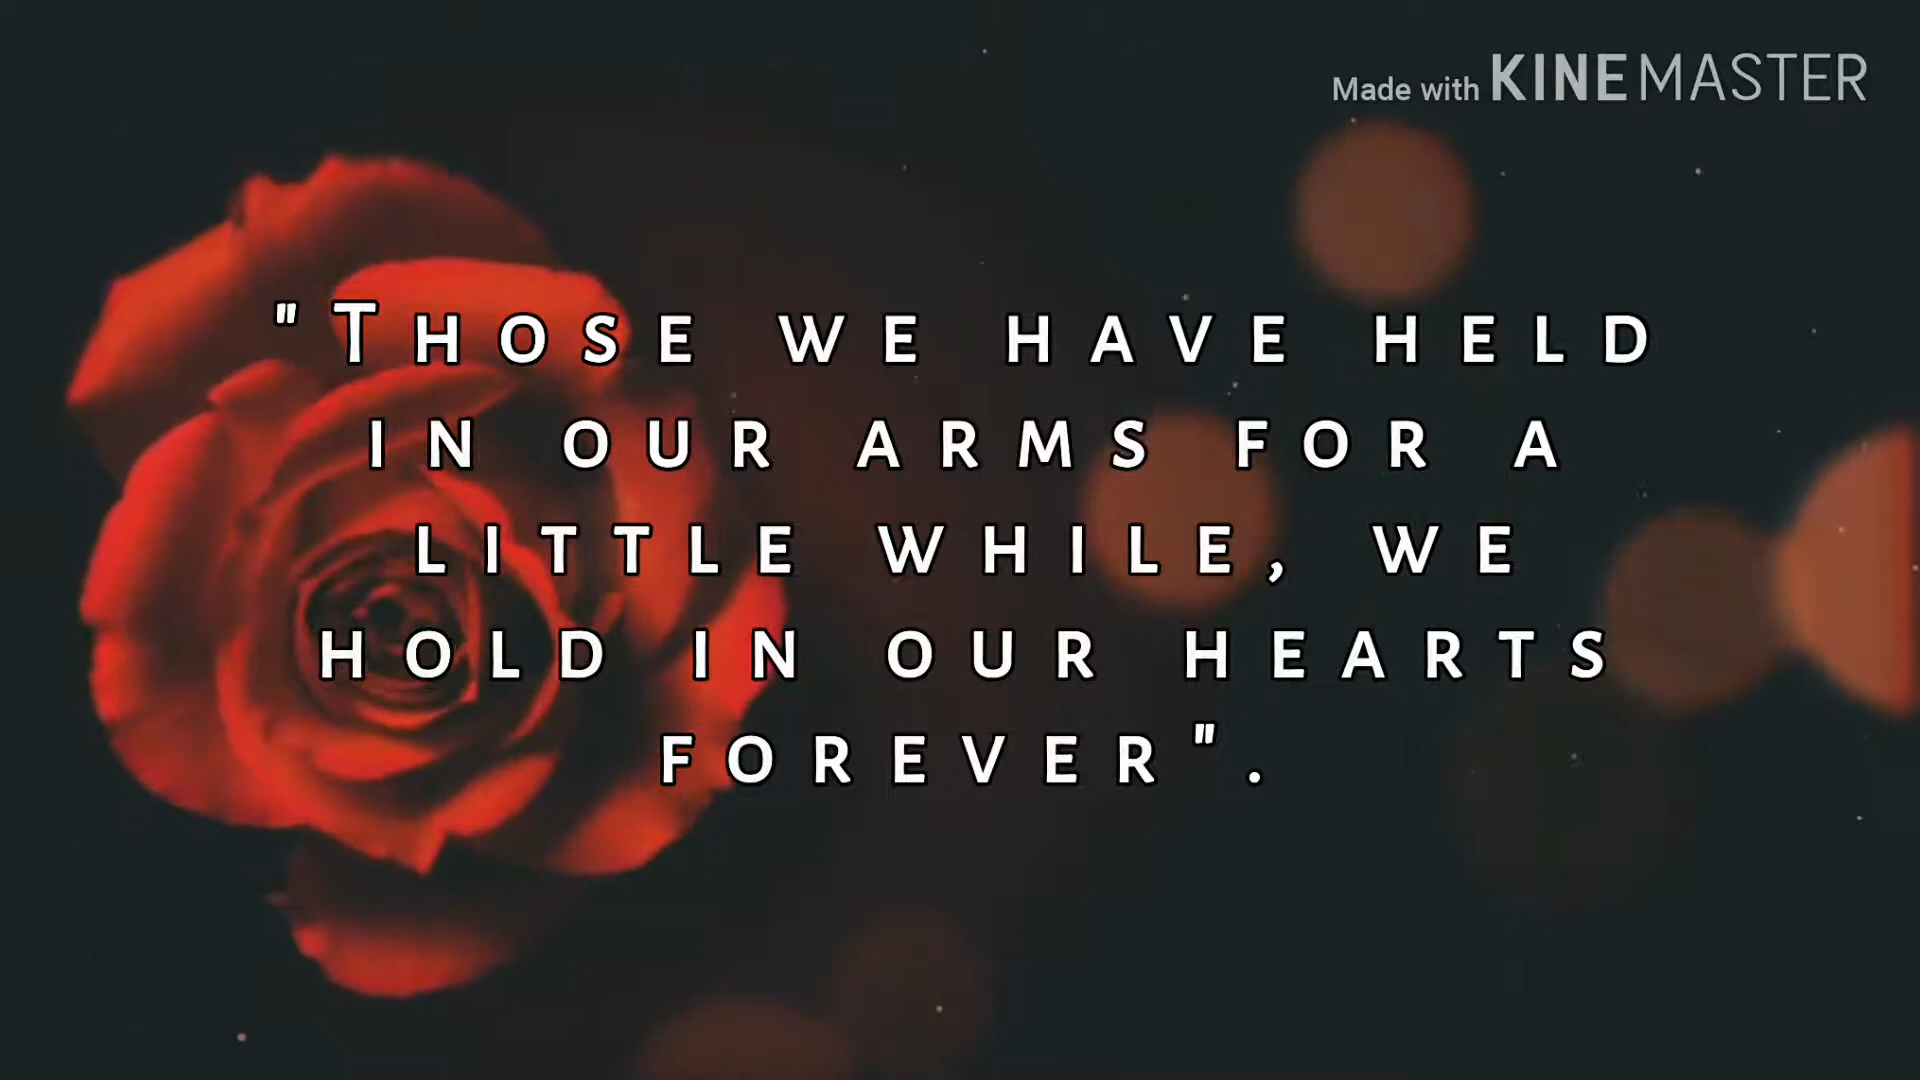 Made with KINEMASTER
"Those we have held
in our arms for a
little while, we
hold in our hearts
forever".